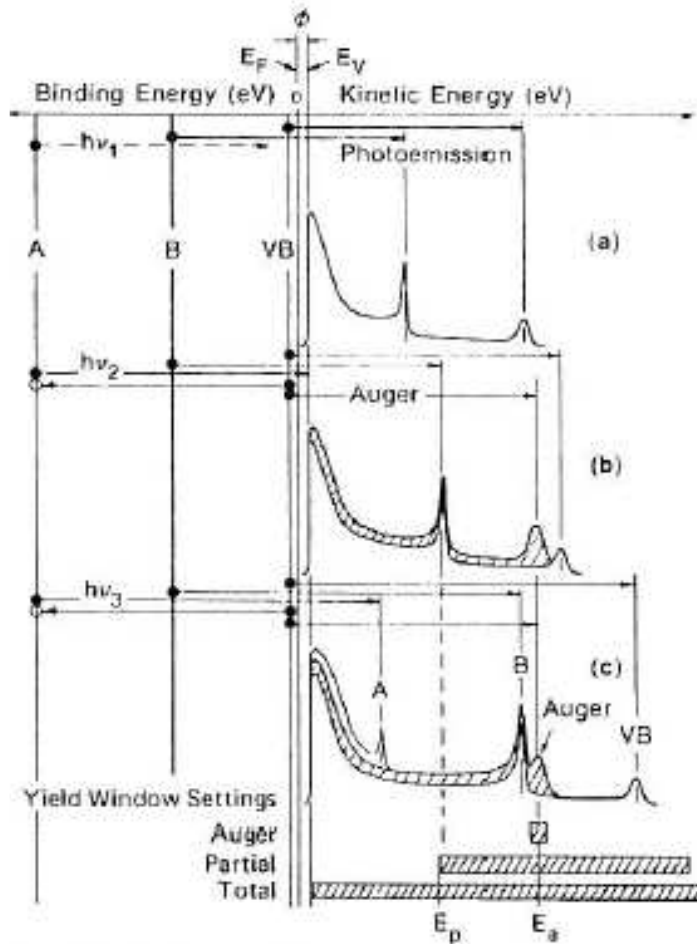 Φ
E_F E_V
Binding Energy (eV) 0 Kinetic Energy (eV)
hν₁
Photoemission
A B VB (a)
hν₂
Auger
(b)
hν₃
B (c)
A Auger
VB
Yield Window Settings
Auger
Partial
Total
E_p E_a